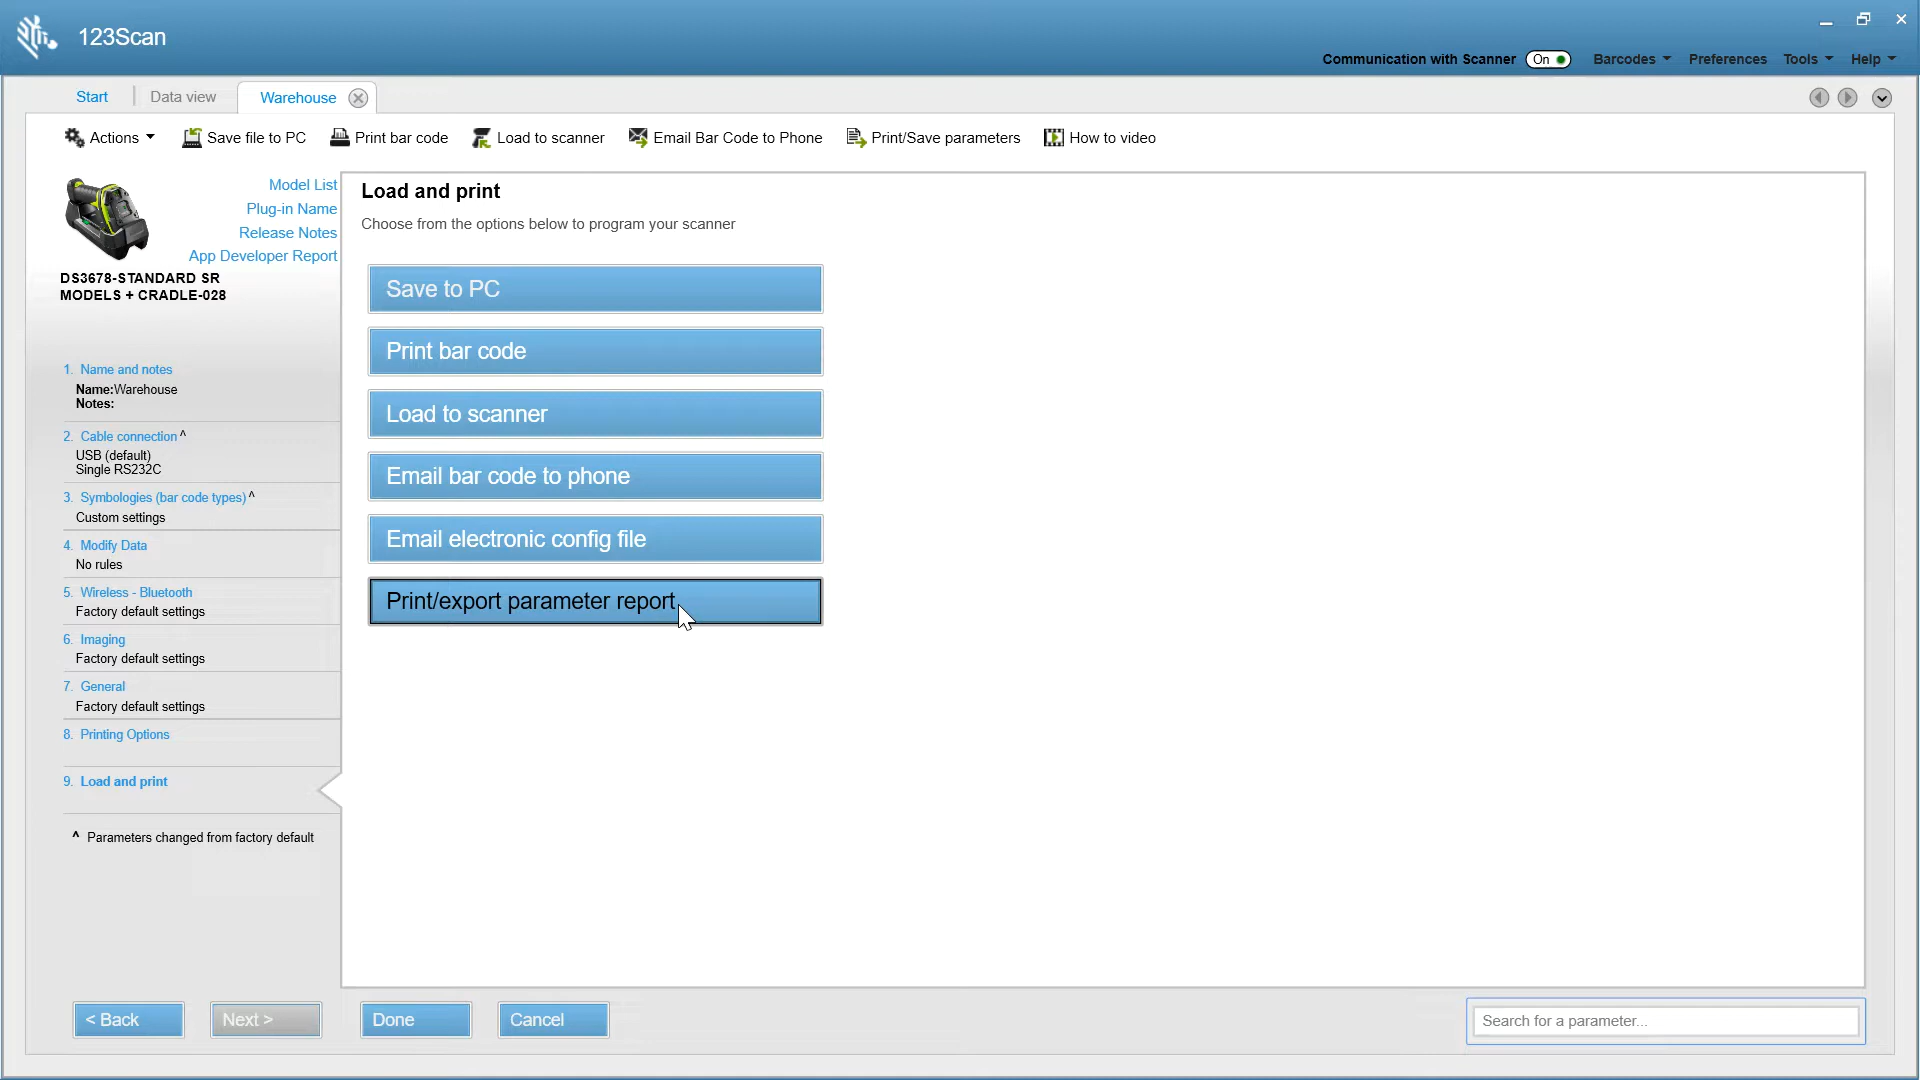 123Scan
Communication with Scanner On Barcodes Preferences Tools Help
Start Data view Warehouse
Actions Save file to PC Print bar code Load to scanner Email Bar Code to Phone Print/Save parameters How to video
Model List
Plug-in Name
Release Notes
App Developer Report
DS3678-STANDARD SR
MODELS + CRADLE-028
1. Name and notes
Name:Warehouse
Notes:
2. Cable connection ^
USB (default)
Single RS232C
3. Symbologies (bar code types) ^
Custom settings
4. Modify Data
No rules
5. Wireless - Bluetooth
Factory default settings
6. Imaging
Factory default settings
7. General
Factory default settings
8. Printing Options
9. Load and print
^ Parameters changed from factory default
Load and print
Choose from the options below to program your scanner
Save to PC
Print bar code
Load to scanner
Email bar code to phone
Email electronic config file
Print/export parameter report
< Back Next > Done Cancel
Search for a parameter...